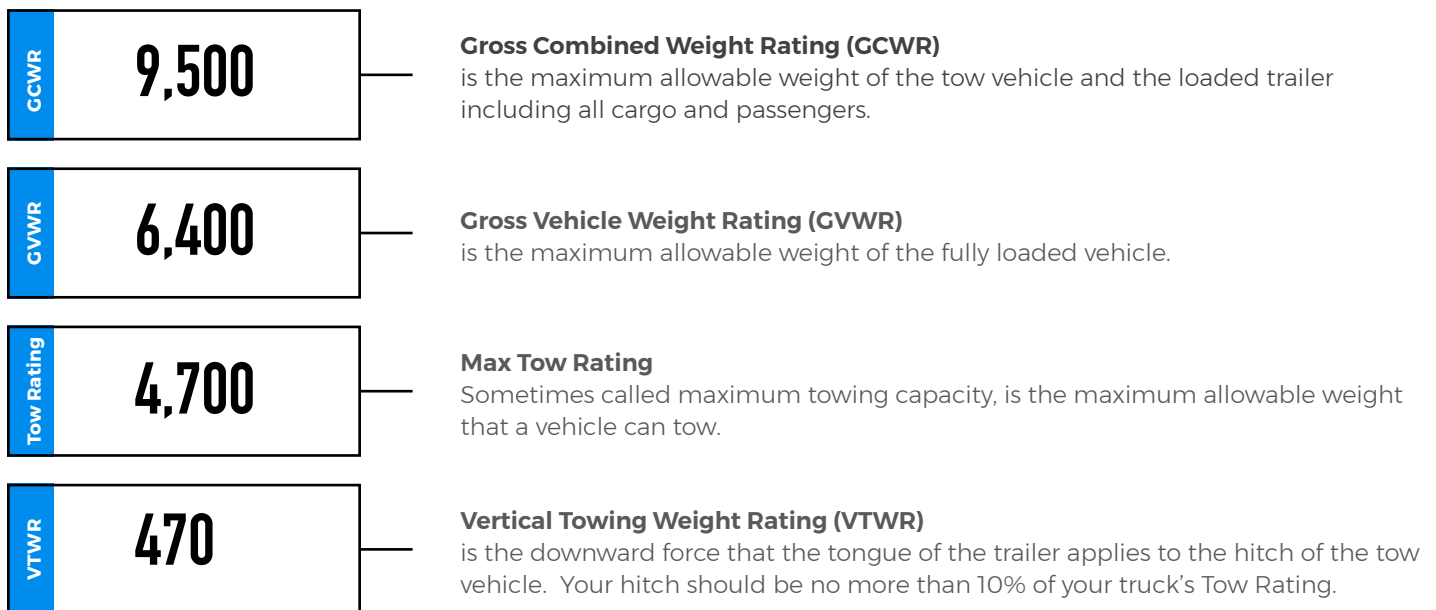 GCWR
9,500
Gross Combined Weight Rating (GCWR)
is the maximum allowable weight of the tow vehicle and the loaded trailer
including all cargo and passengers.
GVWR
6,400
Gross Vehicle Weight Rating (GVWR)
is the maximum allowable weight of the fully loaded vehicle.
Tow Rating
4,700
Max Tow Rating
Sometimes called maximum towing capacity, is the maximum allowable weight
that a vehicle can tow.
VTWR
470
Vertical Towing Weight Rating (VTWR)
is the downward force that the tongue of the trailer applies to the hitch of the tow
vehicle.  Your hitch should be no more than 10% of your truck's Tow Rating.